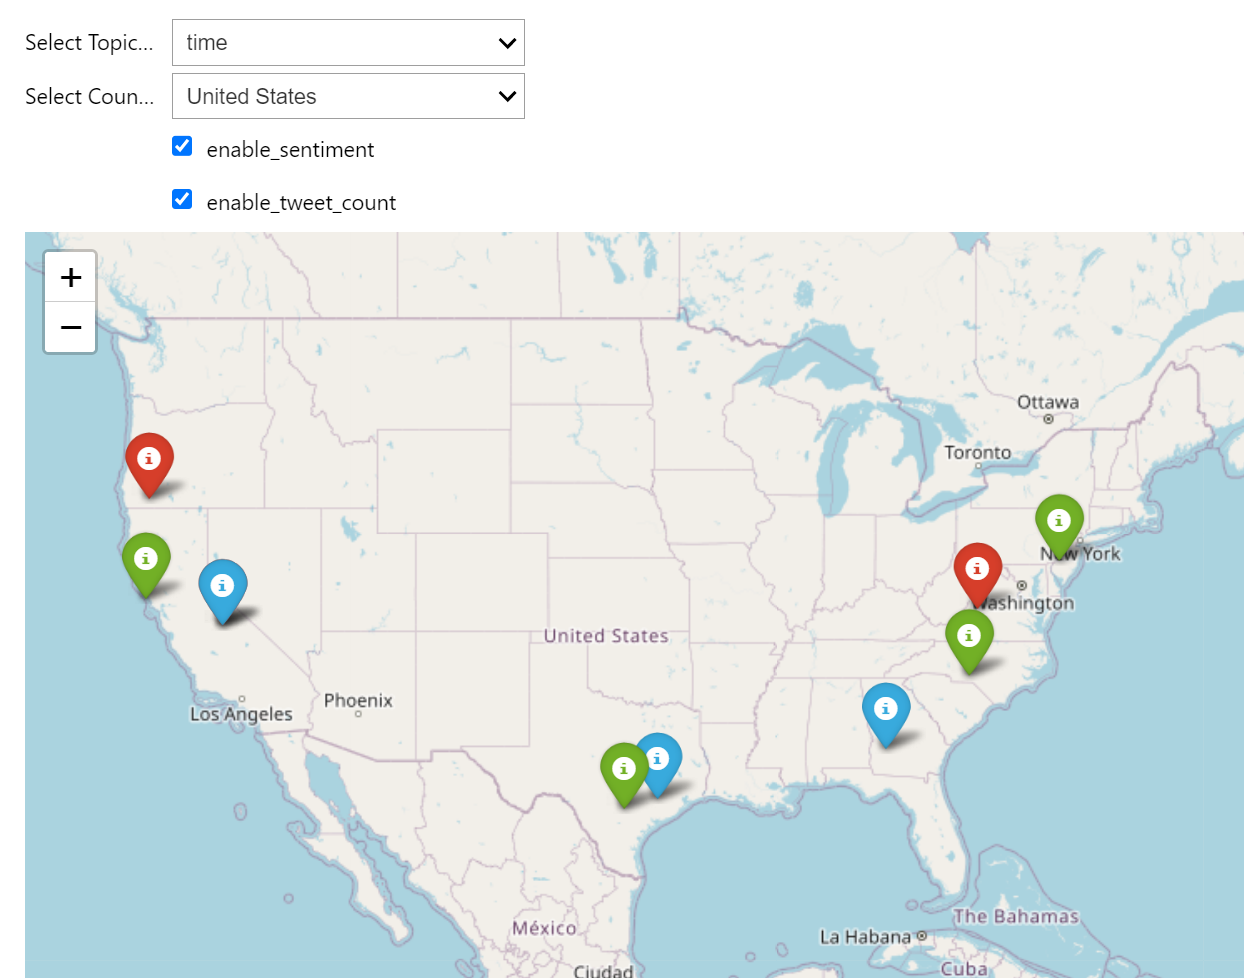 Select Topic... time
Select Coun... United States
enable_sentiment
enable_tweet_count
+
−
Ottawa
Toronto
New York
Washington
United States
Phoenix
Los Angeles
México
The Bahamas
La Habana
Cuba
Ciudad